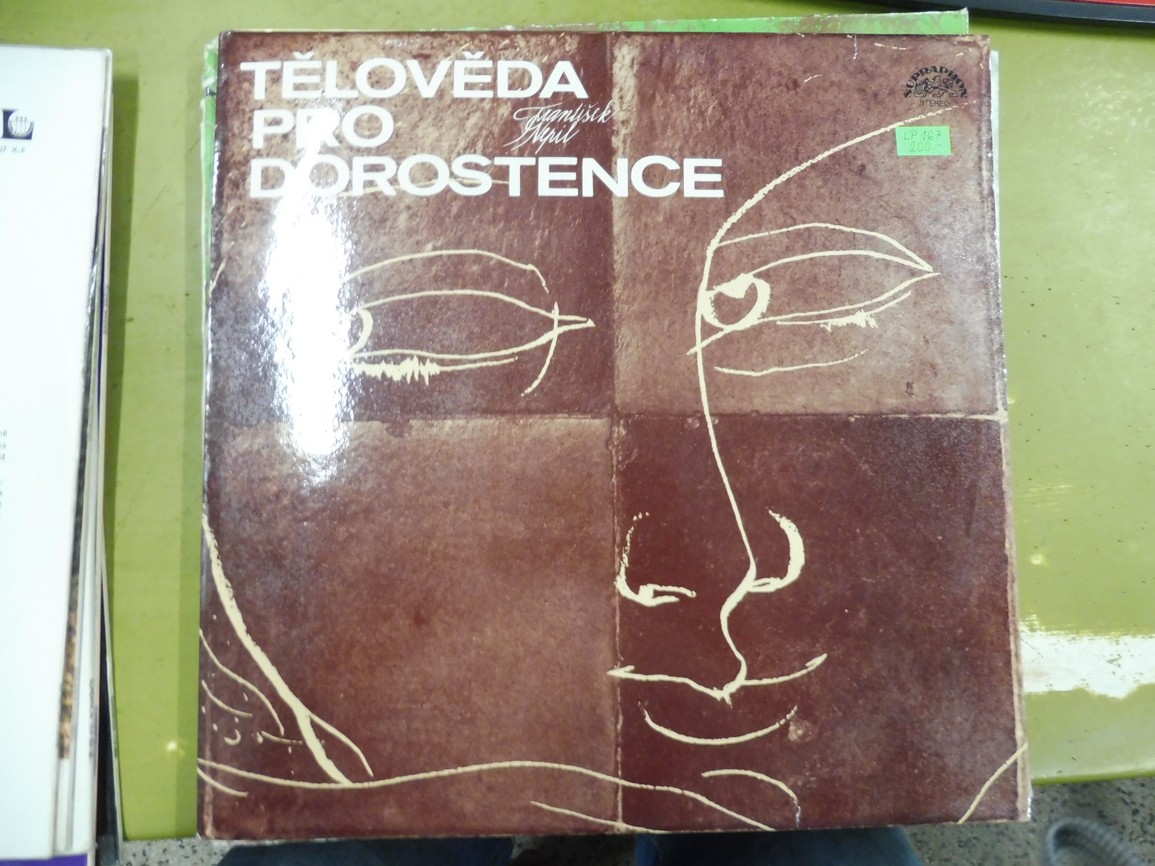 TĚLOVĚDA
PRO
DOROSTENCE
František
Nepil
SUPRAPHON
STEREO
LP 167
200.-
L